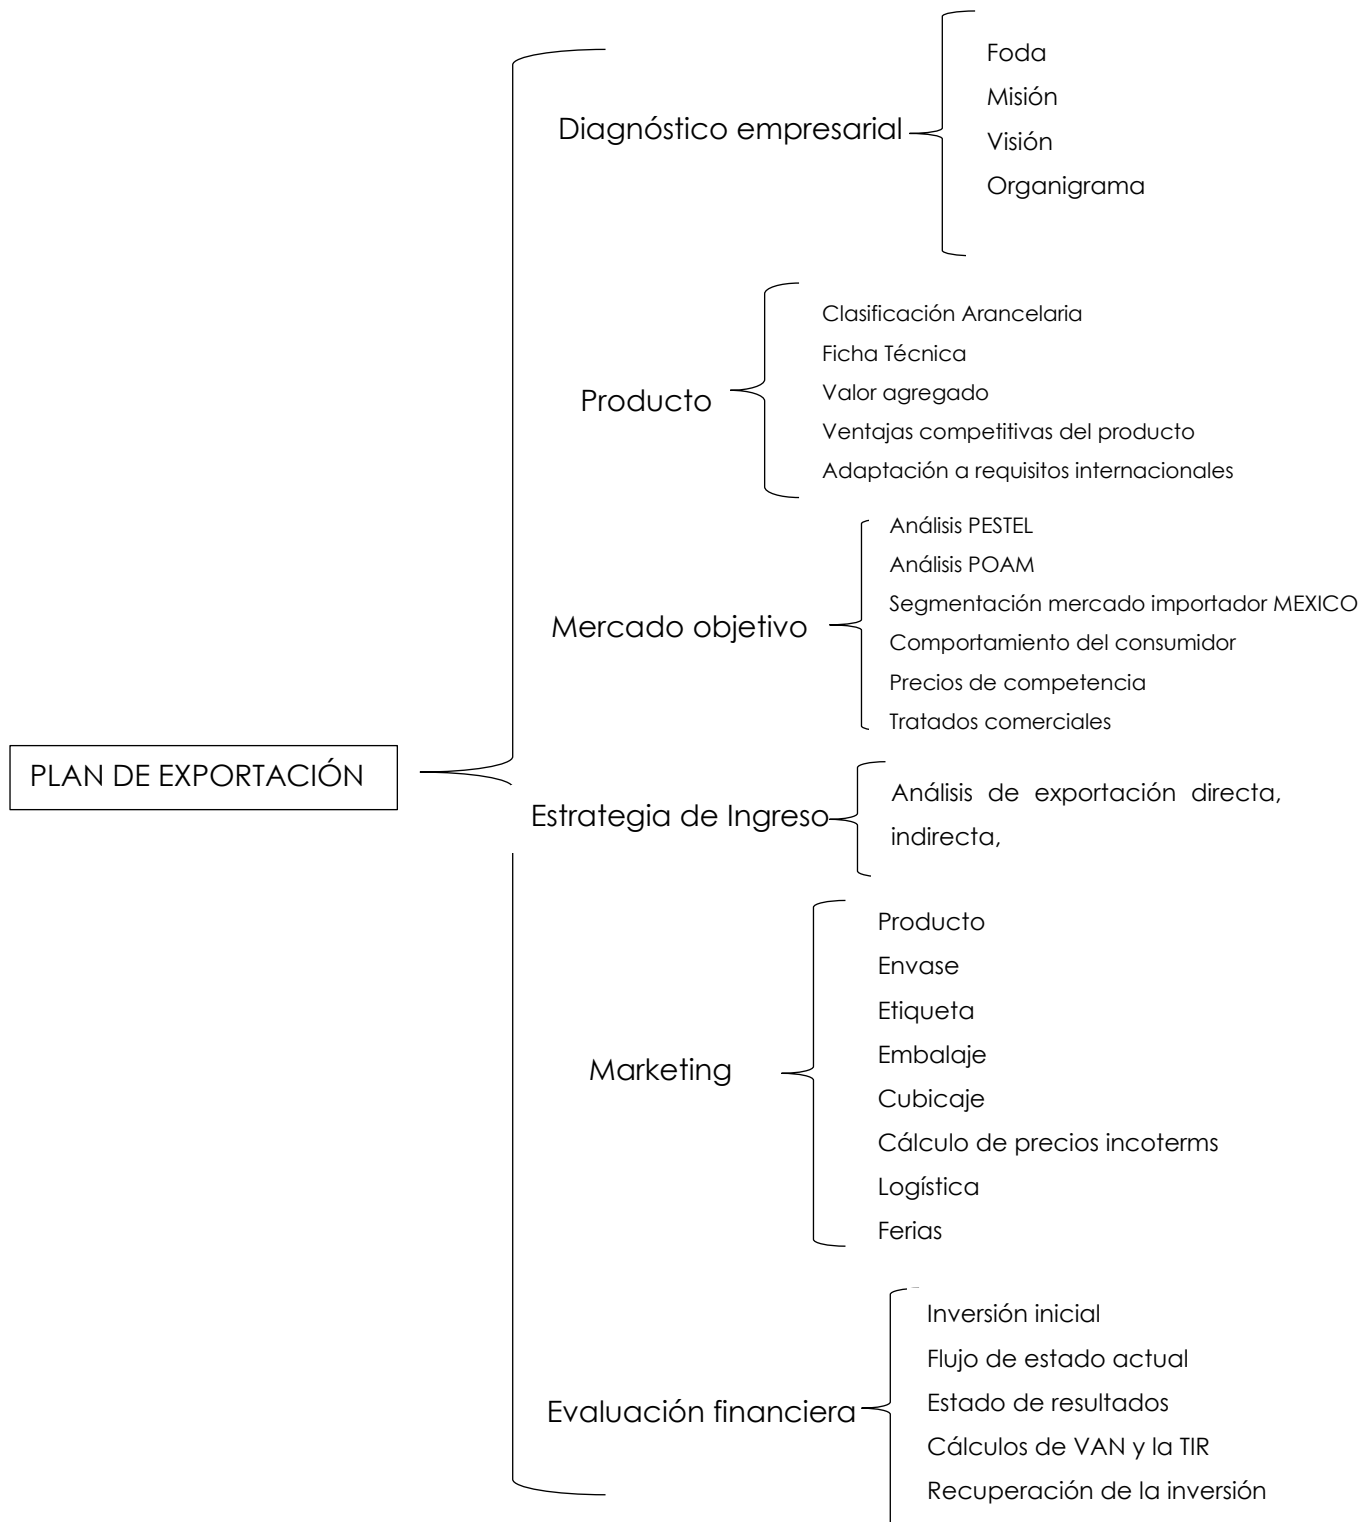 Foda
Misión
Diagnóstico empresarial
Visión
Organigrama
Clasificación Arancelaria
Ficha Técnica
Producto
Valor agregado
Ventajas competitivas del producto
Adaptación a requisitos internacionales
Análisis PESTEL
Análisis POAM
Segmentación mercado importador MEXICO
Mercado objetivo
Comportamiento del consumidor
Precios de competencia
Tratados comerciales
PLAN DE EXPORTACIÓN
Estrategia de Ingreso
Análisis de exportación directa,
indirecta,
Producto
Envase
Etiqueta
Embalaje
Marketing
Cubicaje
Cálculo de precios incoterms
Logística
Ferias
Inversión inicial
Flujo de estado actual
Evaluación financiera
Estado de resultados
Cálculos de VAN y la TIR
Recuperación de la inversión